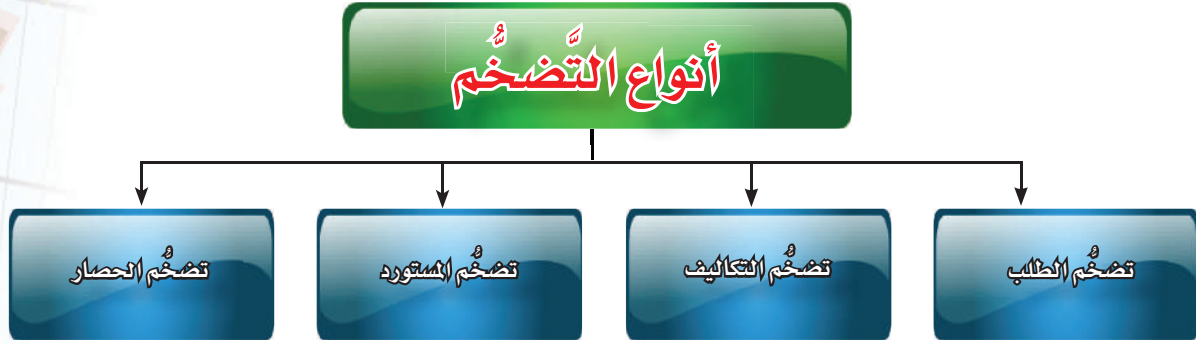 أنواع التَّضخُّم
تضخُّم الطلب
تضخُّم التكاليف
تضخُّم المستورد
تضخُّم الحصار